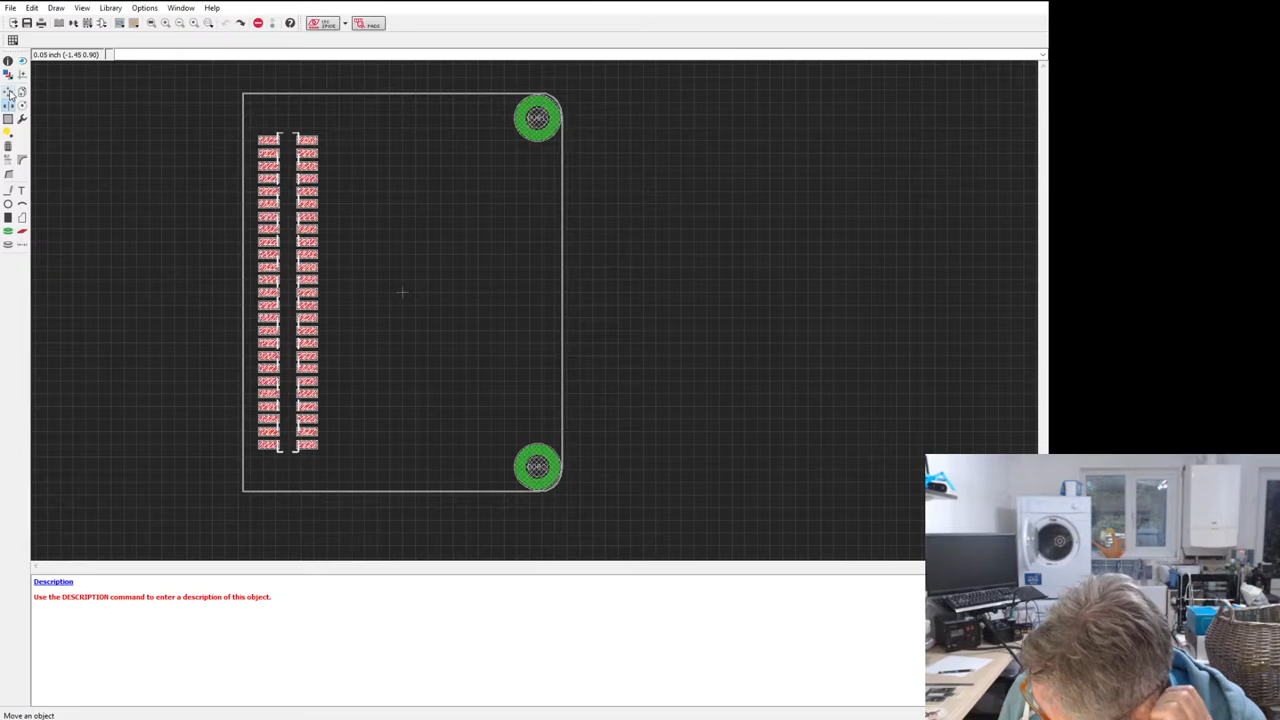 File Edit Draw View Library Options Window Help
0.05 inch (-1.45 0.90)
Description
Use the DESCRIPTION command to enter a description of this object.
Move an object